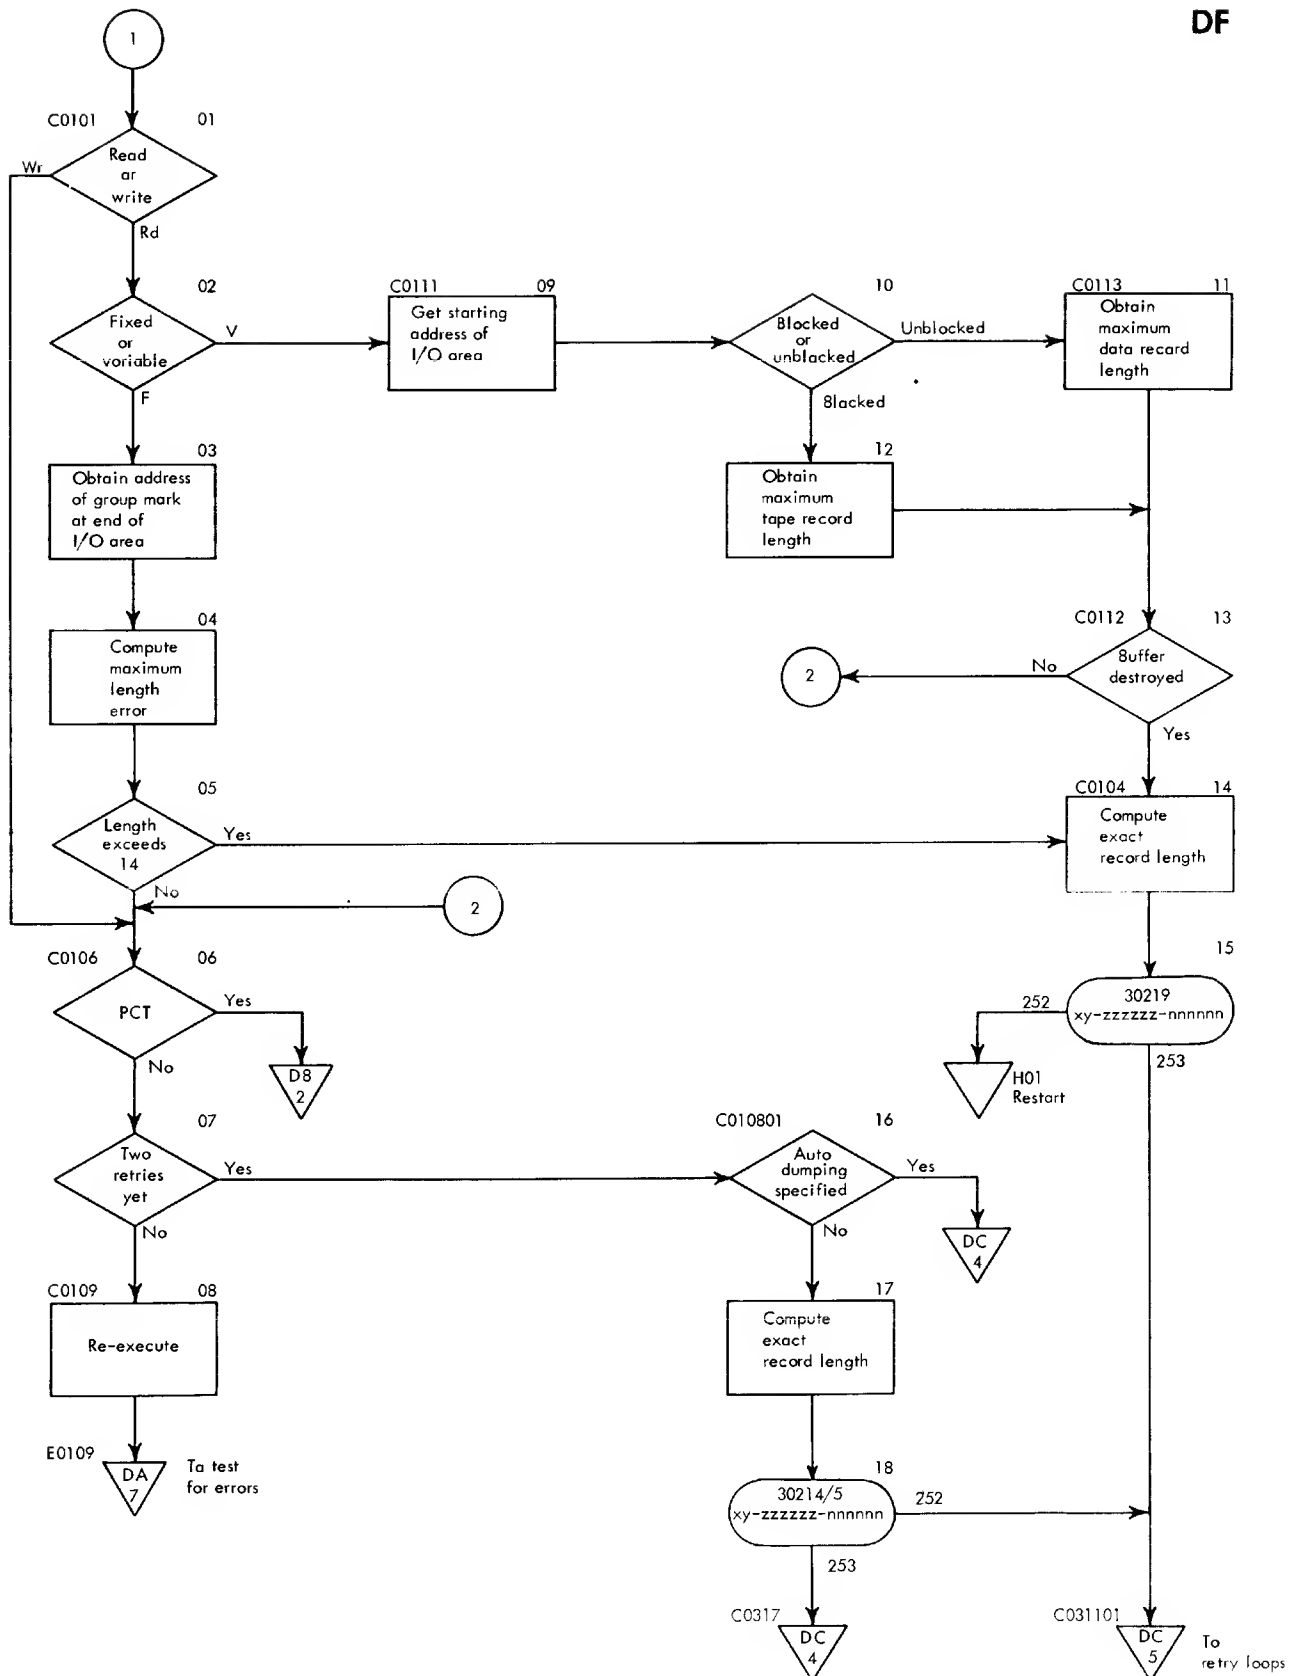 DF
1
C0101
01
Wr
Read
ar
write
Rd
02
Fixed
or
voriable
V
F
C0111
09
Get starting
address of
I/O area
10
Blocked
or
unblacked
Unblocked
8lacked
C0113
11
Obtain
maximum
data record
length
03
Obtain address
of group mark
at end of
I/O area
12
Obtain
maximum
tape record
length
04
Compute
maximum
length
error
C0112
13
8uffer
destroyed
No
2
Yes
05
Length
exceeds
14
Yes
No
2
C0104
14
Compute
exact
record length
C0106
06
PCT
Yes
No
D8
2
15
30219
xy-zzzzzz-nnnnnn
252
253
H01
Restart
07
Two
retries
yet
Yes
No
C010801
16
Auto
dumping
specified
Yes
No
DC
4
C0109
08
Re-execute
17
Compute
exact
record length
E0109
DA
7
Ta test
for errors
18
30214/5
xy-zzzzzz-nnnnnn
252
253
C0317
DC
4
C031101
DC
5
To
retry loops